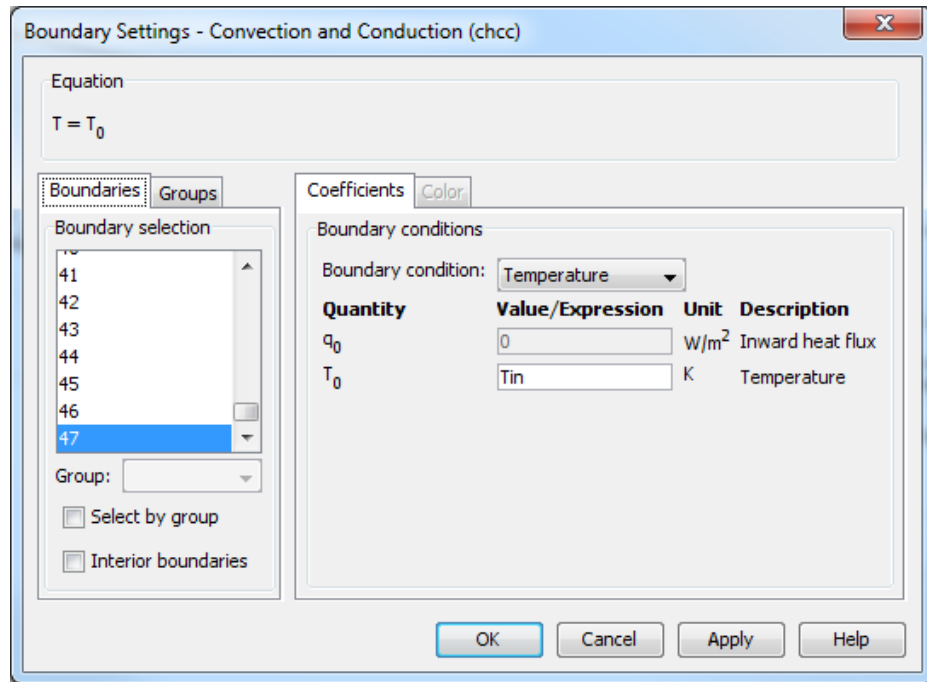 Boundary Settings - Convection and Conduction (chcc)
Equation
T = T₀
Boundaries Groups
Boundary selection
41
42
43
44
45
46
47
Group:
Select by group
Interior boundaries
Coefficients Color
Boundary conditions
Boundary condition: Temperature
Quantity Value/Expression Unit Description
q₀ 0 W/m² Inward heat flux
T₀ Tin K Temperature
OK Cancel Apply Help